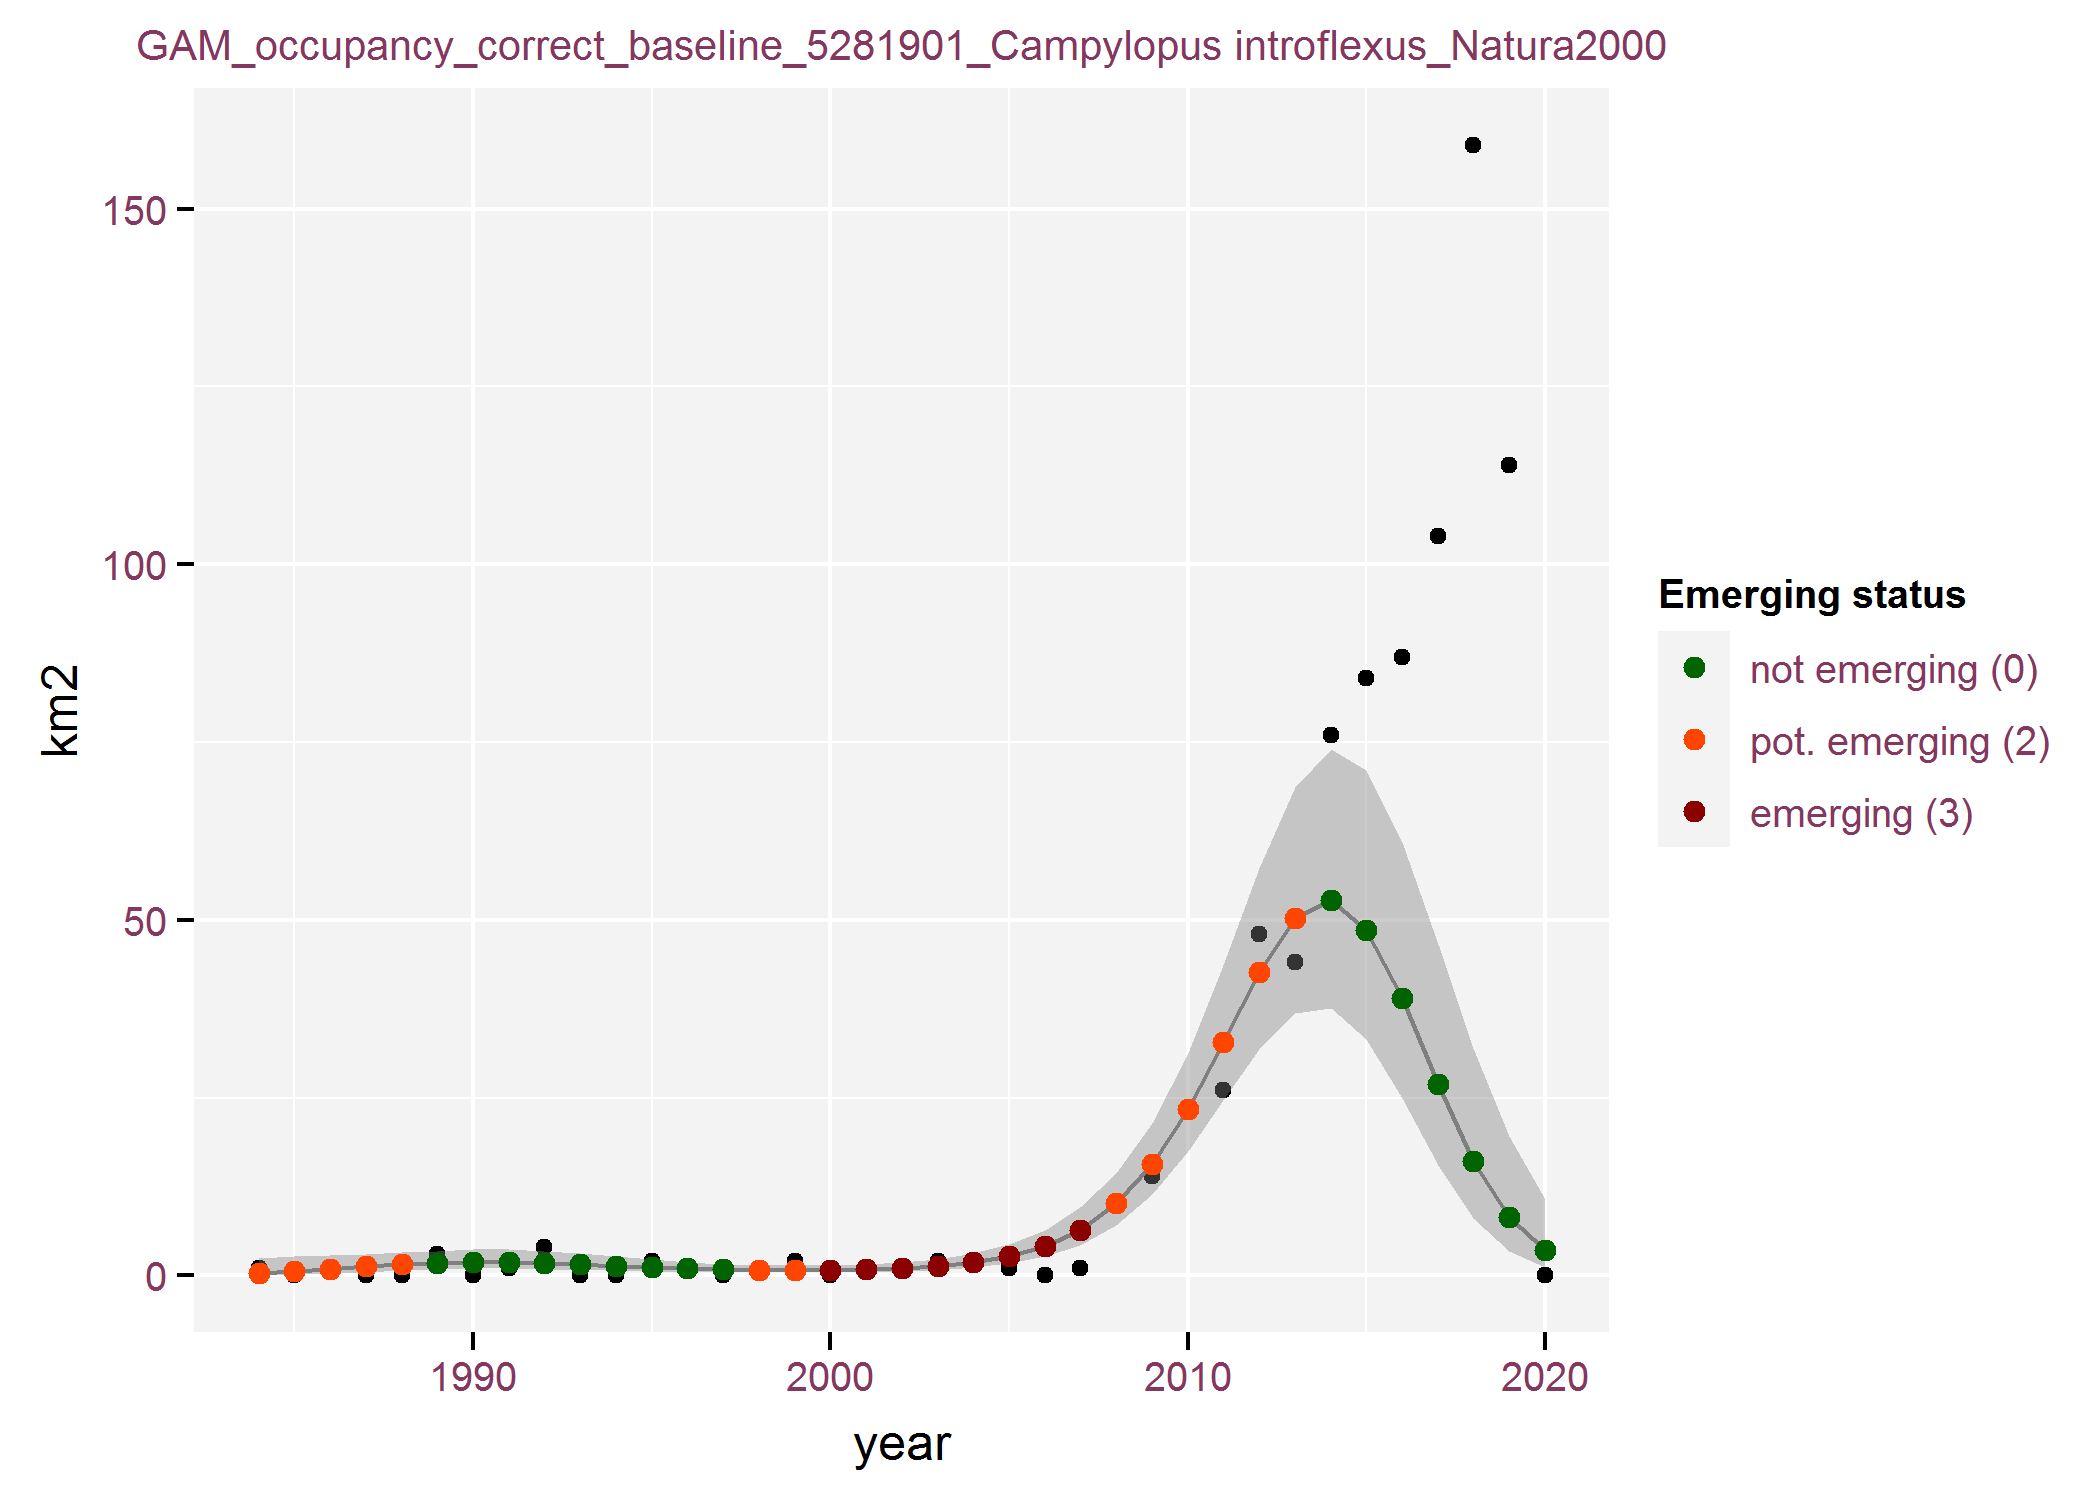 GAM_occupancy_correct_baseline_5281901_Campylopus introflexus_Natura2000
150
100
50
0
km2
1990
2000
2010
2020
year
Emerging status
not emerging (0)
pot. emerging (2)
emerging (3)